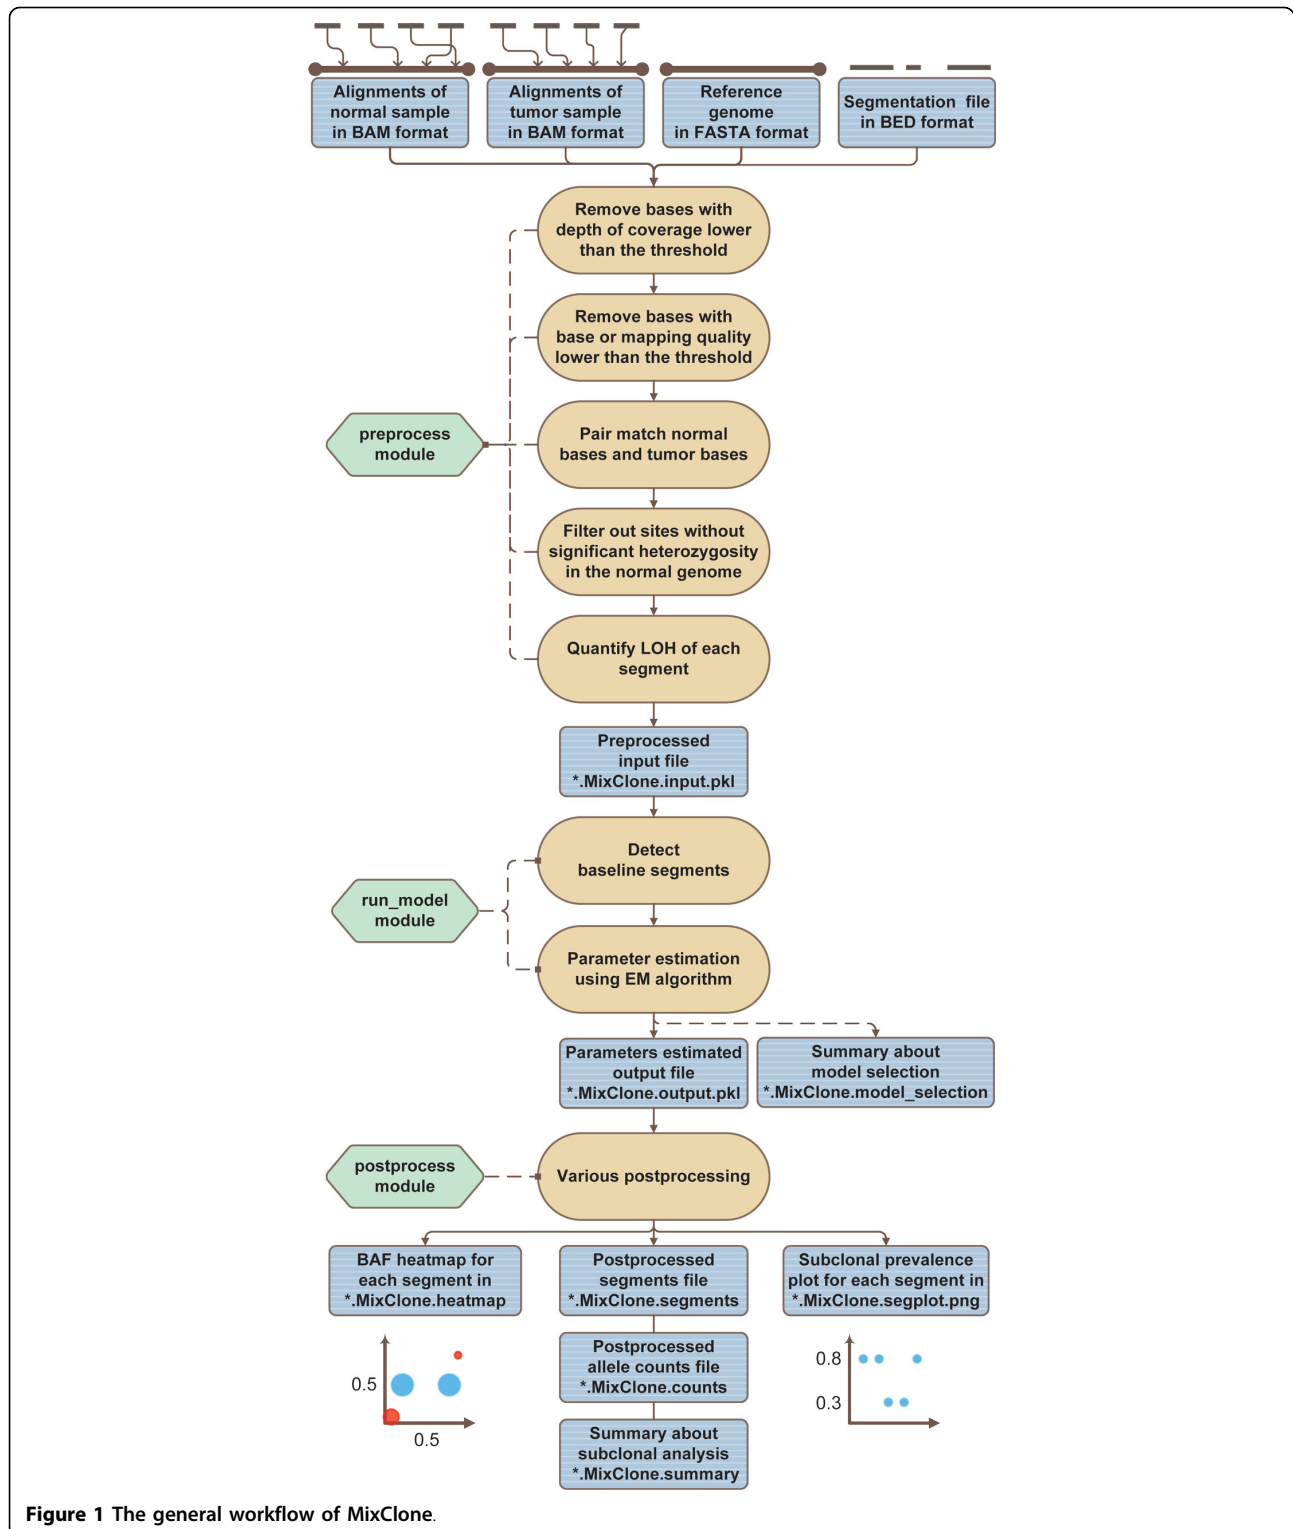 Alignments of
normal sample
in BAM format
Alignments of
tumor sample
in BAM format
Reference
genome
in FASTA format
Segmentation file
in BED format
Remove bases with
depth of coverage lower
than the threshold
Remove bases with
base or mapping quality
lower than the threshold
preprocess
module
Pair match normal
bases and tumor bases
Filter out sites without
significant heterozygosity
in the normal genome
Quantify LOH of each
segment
Preprocessed
input file
*.MixClone.input.pkl
Detect
baseline segments
run_model
module
Parameter estimation
using EM algorithm
Parameters estimated
output file
*.MixClone.output.pkl
Summary about
model selection
*.MixClone.model_selection
postprocess
module
Various postprocessing
BAF heatmap for
each segment in
*.MixClone.heatmap
Postprocessed
segments file
*.MixClone.segments
Subclonal prevalence
plot for each segment in
*.MixClone.segplot.png
0.5
0.5
Postprocessed
allele counts file
*.MixClone.counts
0.8
0.3
Summary about
subclonal analysis
*.MixClone.summary
Figure 1 The general workflow of MixClone.